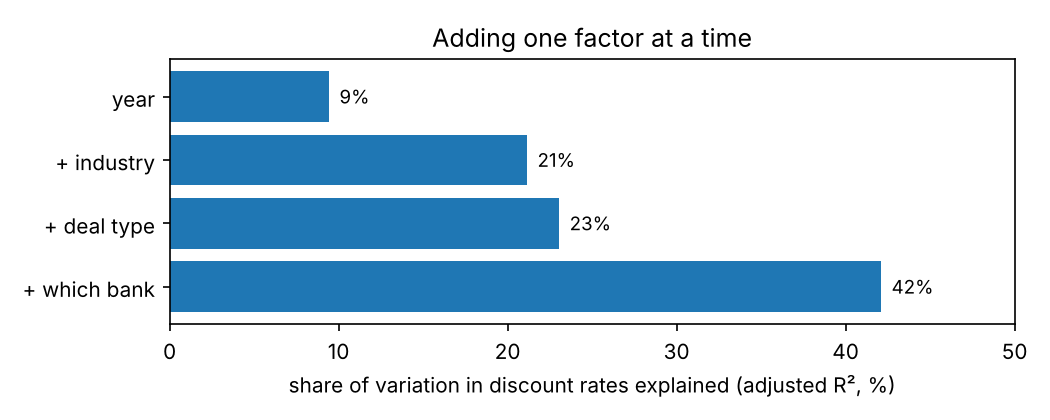 Adding one factor at a time
year
9%
+ industry
21%
+ deal type
23%
+ which bank
42%
0 10 20 30 40 50
share of variation in discount rates explained (adjusted R², %)